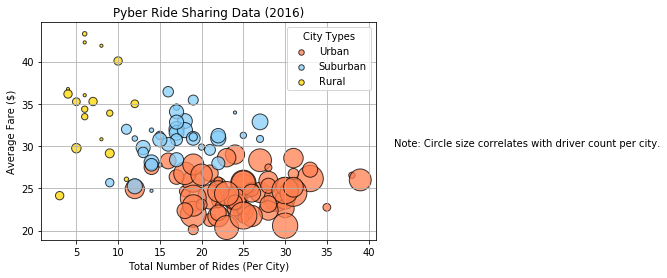 Pyber Ride Sharing Data (2016)
City Types
Urban
Suburban
Rural
Average Fare ($)
40
35
30
25
20
5
10
15
20
25
30
35
40
Total Number of Rides (Per City)
Note: Circle size correlates with driver count per city.